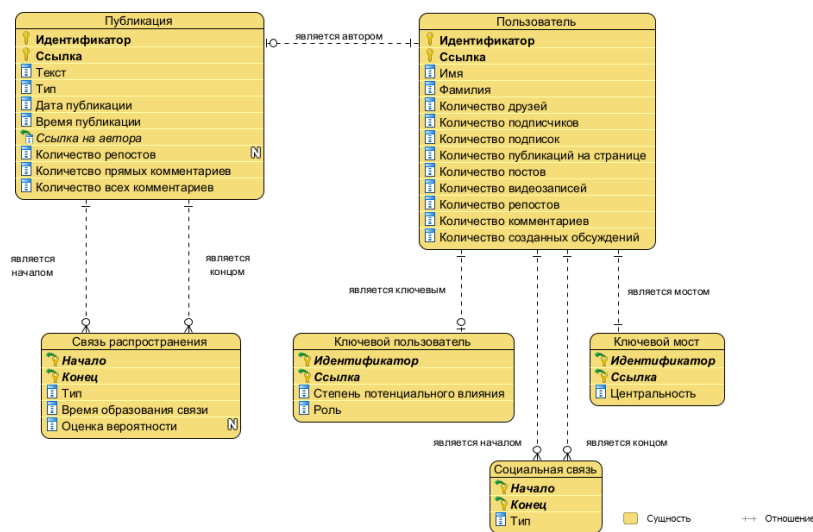 Публикация
Идентификатор
Ссылка
Текст
Тип
Дата публикации
Время публикации
Ссылка на автора
Количество репостов N
Количетсво прямых комментариев
Количество всех комментариев
является автором
Пользователь
Идентификатор
Ссылка
Имя
Фамилия
Количество друзей
Количество подписчиков
Количество подписок
Количество публикаций на странице
Количество постов
Количество видеозаписей
Количество репостов
Количество комментариев
Количество созданных обсуждений
является
началом
является
концом
является ключевым
является мостом
Связь распространения
Начало
Конец
Тип
Время образования связи
Оценка вероятности N
Ключевой пользователь
Идентификатор
Ссылка
Степень потенциального влияния
Роль
Ключевой мост
Идентификатор
Ссылка
Центральность
является началом
является концом
Социальная связь
Начало
Конец
Тип
Сущность
Отношение